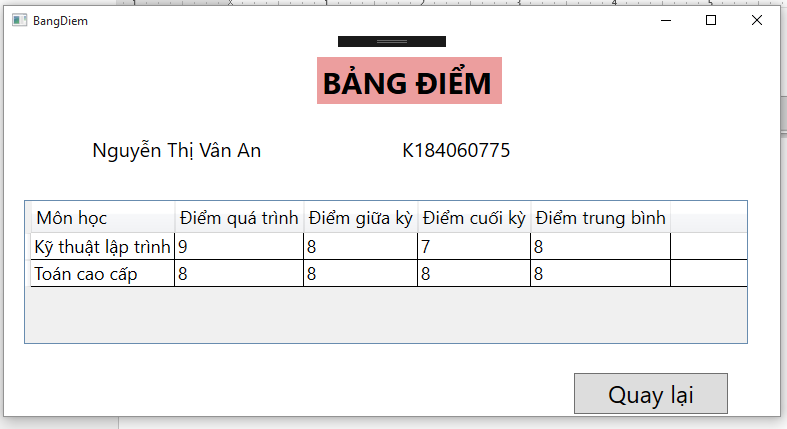 BangDiem
BẢNG ĐIỂM
Nguyễn Thị Vân An K184060775
Môn học Điểm quá trình Điểm giữa kỳ Điểm cuối kỳ Điểm trung bình
Kỹ thuật lập trình 9 8 7 8
Toán cao cấp 8 8 8 8
Quay lại